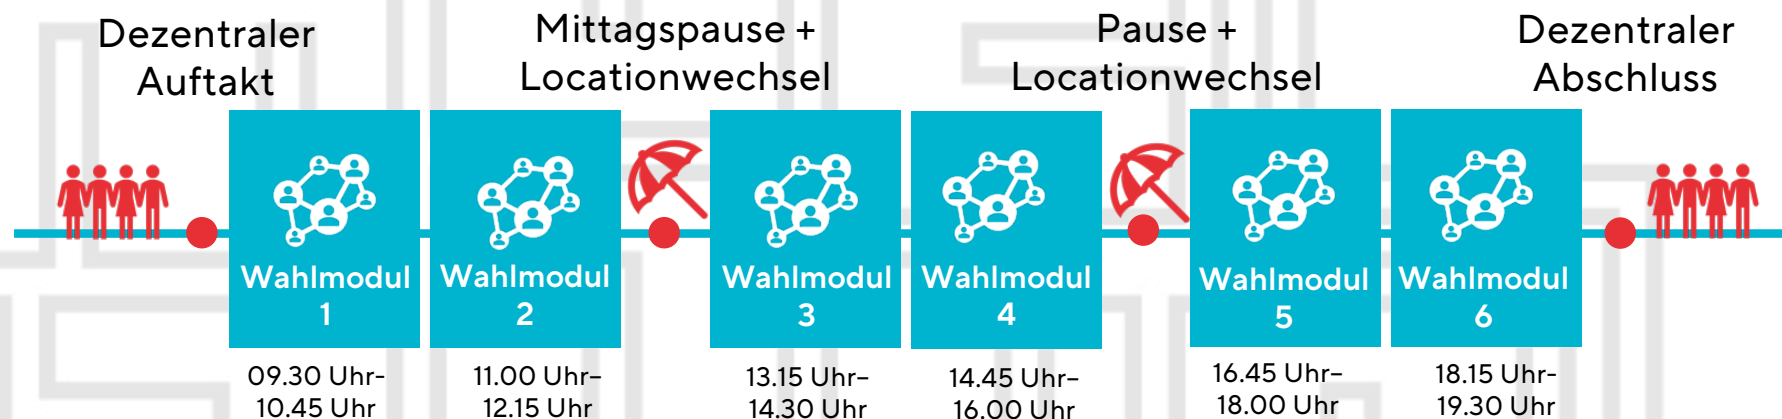 Dezentraler
Auftakt
Mittagspause +
Locationwechsel
Pause +
Locationwechsel
Dezentraler
Abschluss
Wahlmodul
1
Wahlmodul
2
Wahlmodul
3
Wahlmodul
4
Wahlmodul
5
Wahlmodul
6
09.30 Uhr-
10.45 Uhr
11.00 Uhr–
12.15 Uhr
13.15 Uhr–
14.30 Uhr
14.45 Uhr–
16.00 Uhr
16.45 Uhr–
18.00 Uhr
18.15 Uhr-
19.30 Uhr